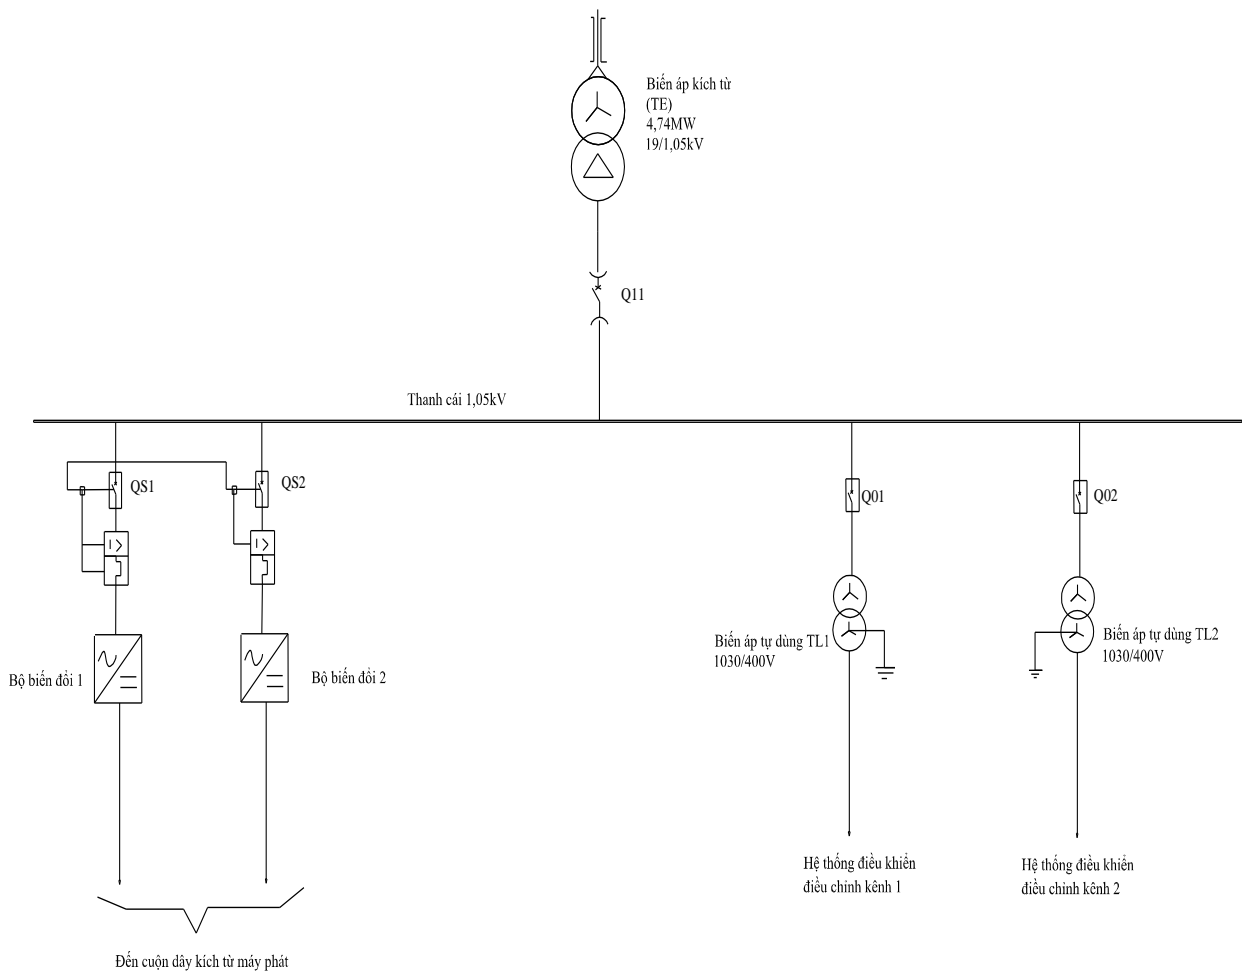 Biến áp kích từ
(TE)
4,74MW
19/1,05kV
Q11
Thanh cái 1,05kV
QS1
QS2
Q01
Q02
Biến áp tự dùng TL1
1030/400V
Biến áp tự dùng TL2
1030/400V
Bộ biến đổi 1
Bộ biến đổi 2
Hệ thống điều khiển
điều chỉnh kênh 1
Hệ thống điều khiển
điều chỉnh kênh 2
Đến cuộn dây kích từ máy phát